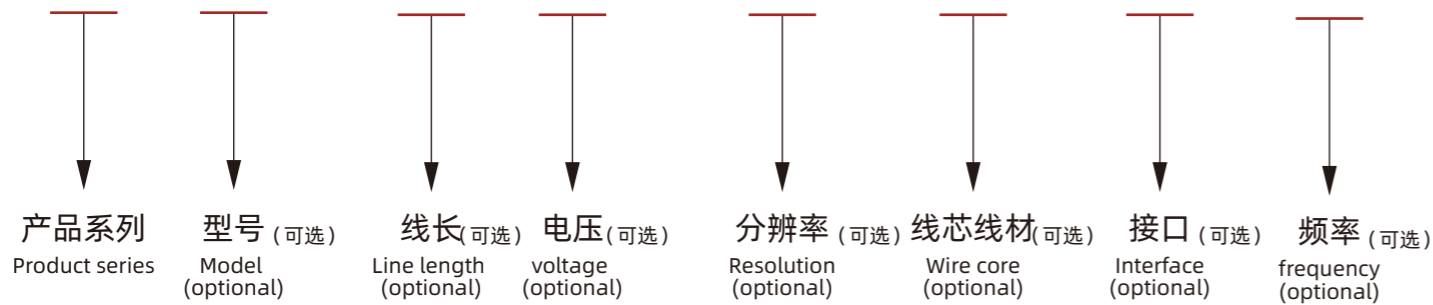 产品系列 型号 (可选) 线长(可选) 电压(可选) 分辨率 (可选) 线芯线材(可选) 接口 (可选) 频率 (可选)
Product series Model Line length voltage Resolution Wire core Interface frequency
(optional) (optional) (optional) (optional) (optional) (optional) (optional)